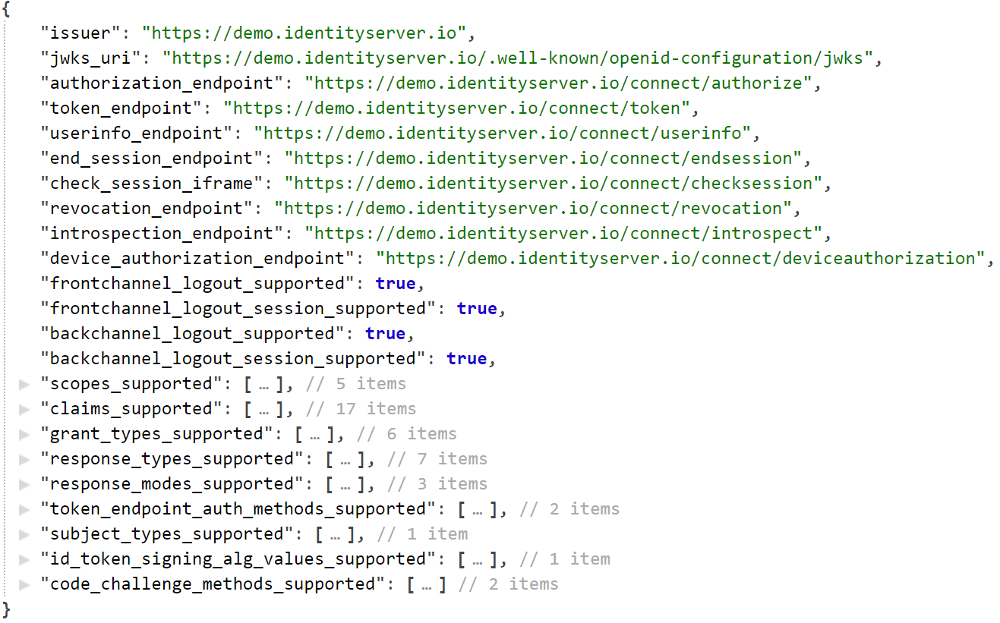 {
"issuer": "https://demo.identityserver.io",
"jwks_uri": "https://demo.identityserver.io/.well-known/openid-configuration/jwks",
"authorization_endpoint": "https://demo.identityserver.io/connect/authorize",
"token_endpoint": "https://demo.identityserver.io/connect/token",
"userinfo_endpoint": "https://demo.identityserver.io/connect/userinfo",
"end_session_endpoint": "https://demo.identityserver.io/connect/endsession",
"check_session_iframe": "https://demo.identityserver.io/connect/checksession",
"revocation_endpoint": "https://demo.identityserver.io/connect/revocation",
"introspection_endpoint": "https://demo.identityserver.io/connect/introspect",
"device_authorization_endpoint": "https://demo.identityserver.io/connect/deviceauthorization",
"frontchannel_logout_supported": true,
"frontchannel_logout_session_supported": true,
"backchannel_logout_supported": true,
"backchannel_logout_session_supported": true,
"scopes_supported": [ … ], // 5 items
"claims_supported": [ … ], // 17 items
"grant_types_supported": [ … ], // 6 items
"response_types_supported": [ … ], // 7 items
"response_modes_supported": [ … ], // 3 items
"token_endpoint_auth_methods_supported": [ … ], // 2 items
"subject_types_supported": [ … ], // 1 item
"id_token_signing_alg_values_supported": [ … ], // 1 item
"code_challenge_methods_supported": [ … ] // 2 items
}